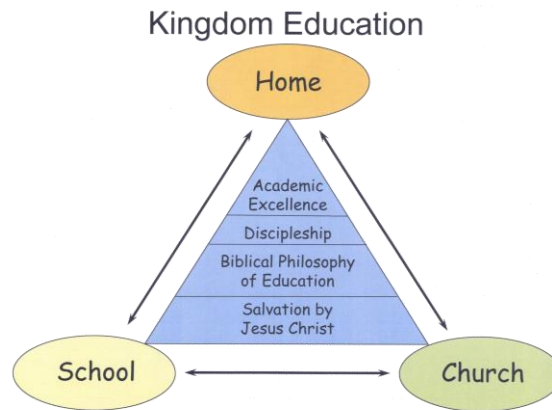 Kingdom Education
Home
Academic
Excellence
Discipleship
Biblical Philosophy
of Education
Salvation by
Jesus Christ
School
Church